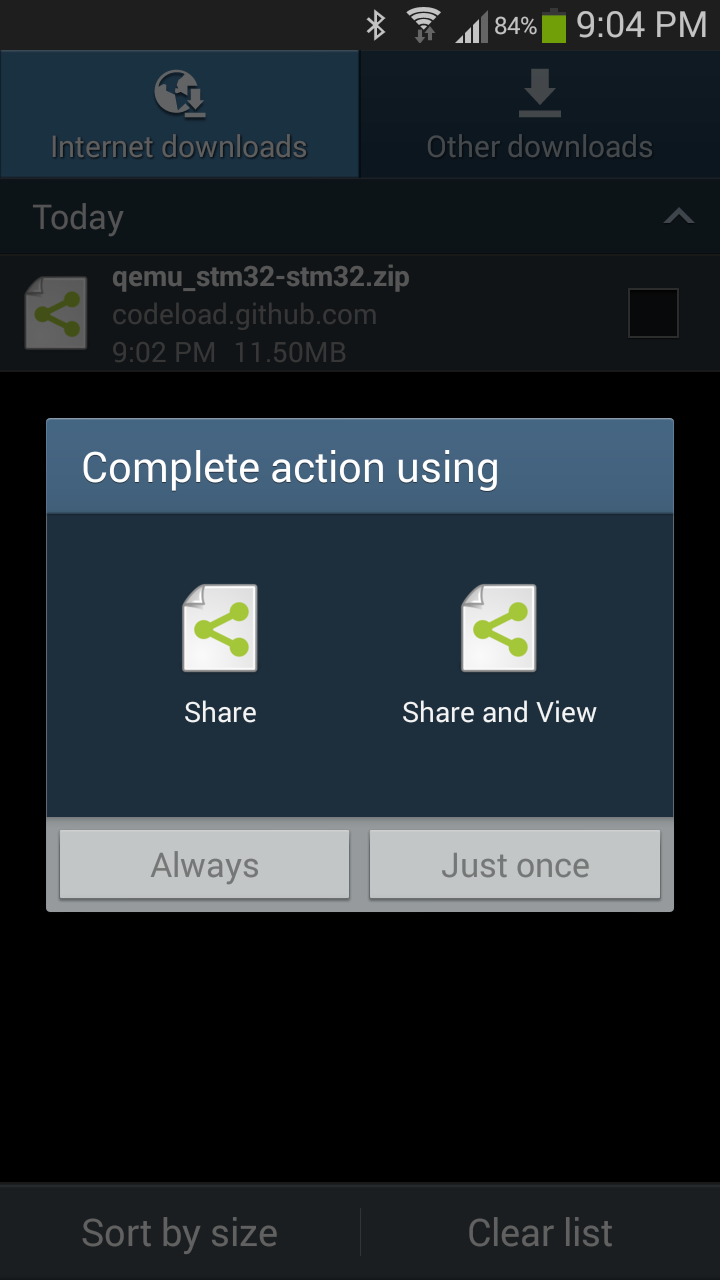 84% 9:04 PM
Internet downloads Other downloads
Today
qemu_stm32-stm32.zip
codeload.github.com
9:02 PM 11.50MB
Complete action using
Share Share and View
Always Just once
Sort by size Clear list